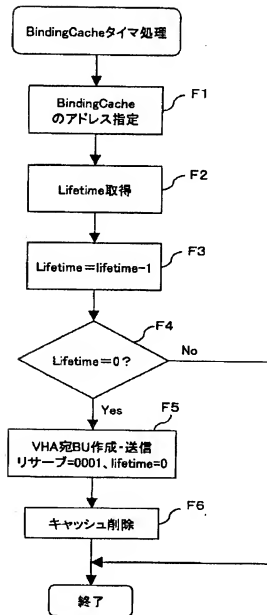 BindingCacheタイマ処理
F1
BindingCache
のアドレス指定
F2
Lifetime取得
F3
Lifetime=lifetime-1
F4
Lifetime=0?
No
Yes
F5
VHA宛BU作成・送信
リザーブ=0001、lifetime=0
F6
キャッシュ削除
終了